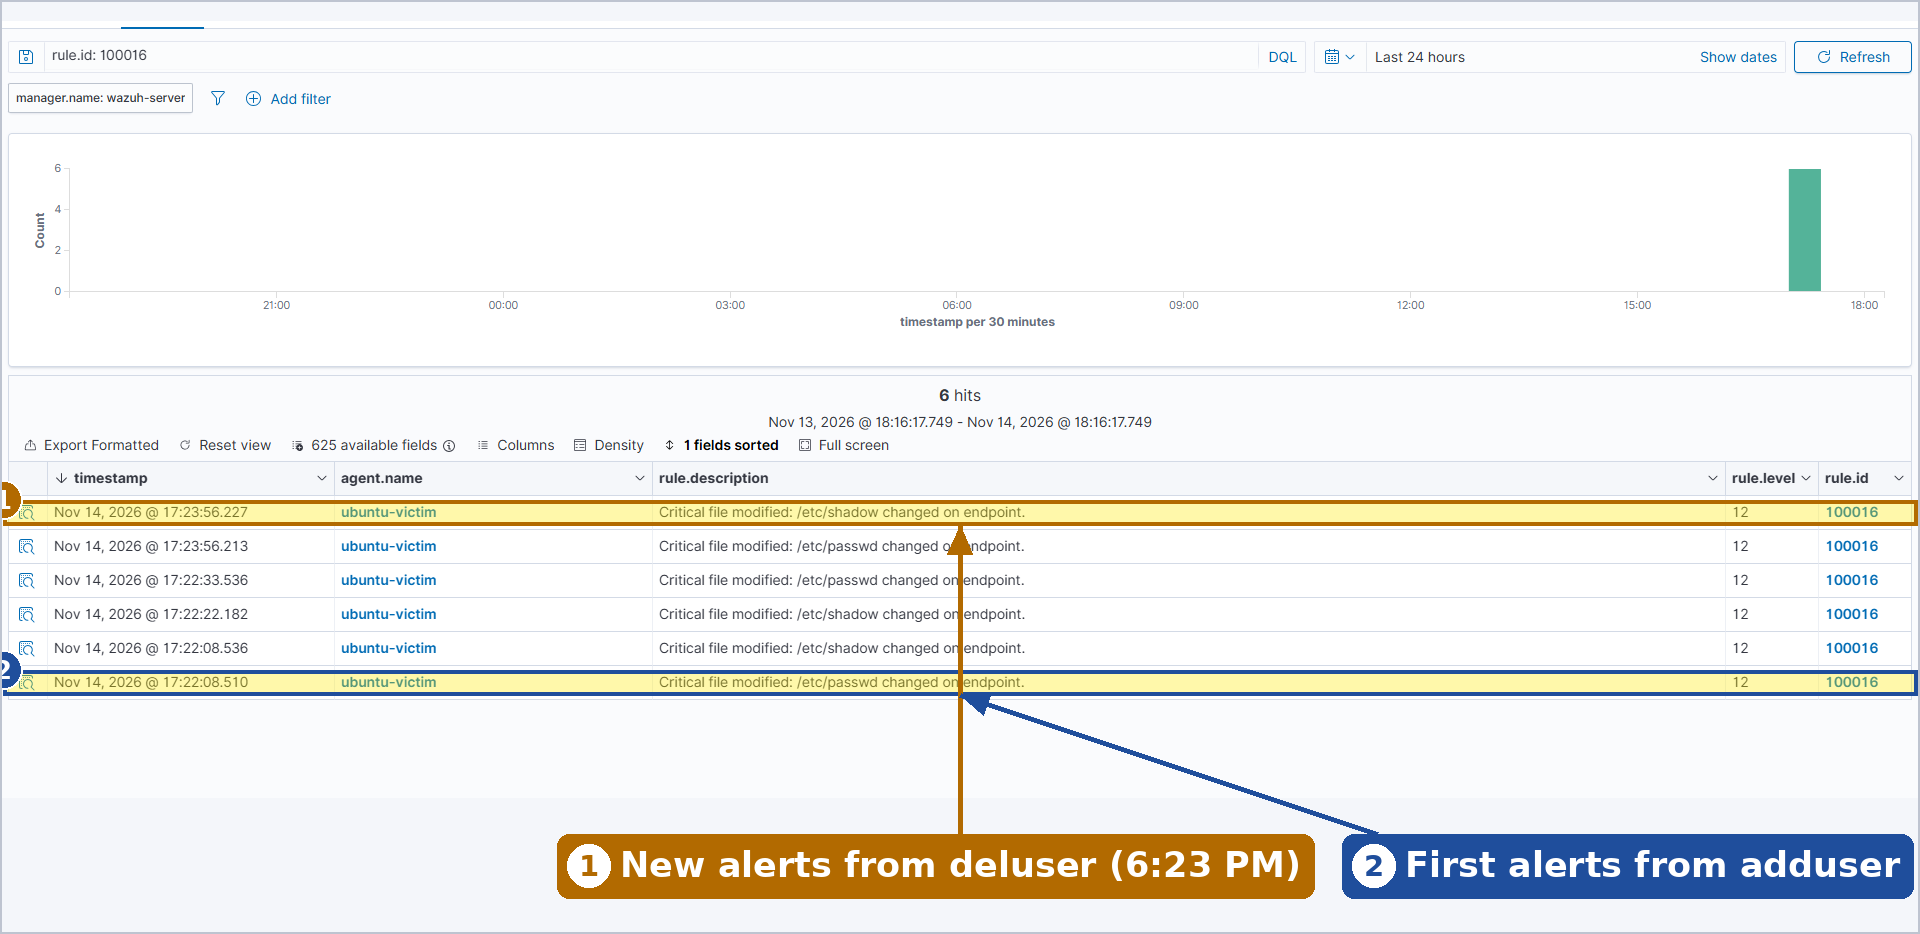 rule.id: 100016
DQL
Last 24 hours
Show dates
Refresh
manager.name: wazuh-server
Add filter
6
4
2
0
Count
21:00
00:00
03:00
06:00
09:00
12:00
15:00
18:00
timestamp per 30 minutes
6 hits
Nov 13, 2026 @ 18:16:17.749 - Nov 14, 2026 @ 18:16:17.749
Export Formatted
Reset view
625 available fields
Columns
Density
1 fields sorted
Full screen
timestamp
agent.name
rule.description
rule.level
rule.id
1
Nov 14, 2026 @ 17:23:56.227 ubuntu-victim Critical file modified: /etc/shadow changed on endpoint. 12 100016
Nov 14, 2026 @ 17:23:56.213 ubuntu-victim Critical file modified: /etc/passwd changed on endpoint. 12 100016
Nov 14, 2026 @ 17:22:33.536 ubuntu-victim Critical file modified: /etc/passwd changed on endpoint. 12 100016
Nov 14, 2026 @ 17:22:22.182 ubuntu-victim Critical file modified: /etc/shadow changed on endpoint. 12 100016
Nov 14, 2026 @ 17:22:08.536 ubuntu-victim Critical file modified: /etc/shadow changed on endpoint. 12 100016
2
Nov 14, 2026 @ 17:22:08.510 ubuntu-victim Critical file modified: /etc/passwd changed on endpoint. 12 100016
1 New alerts from deluser (6:23 PM)
2 First alerts from adduser